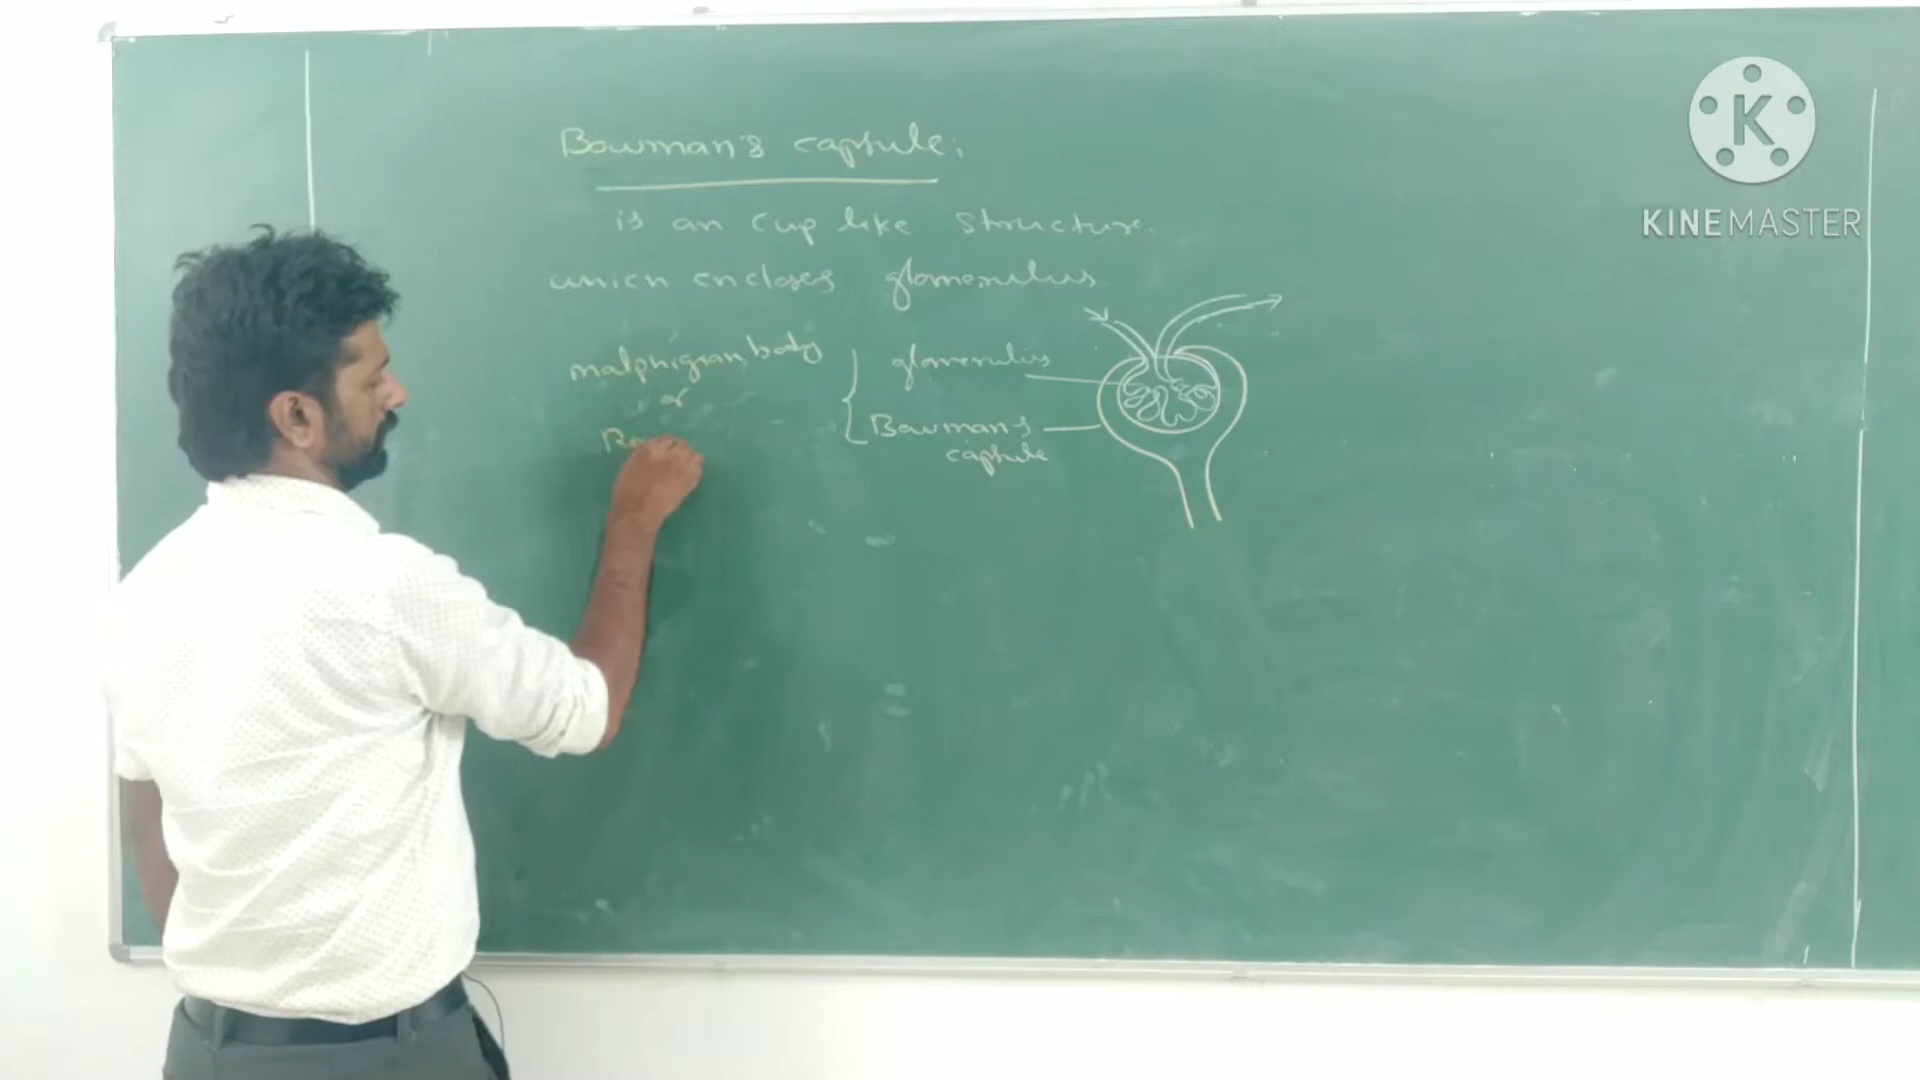 Bowman's capsule;
is an cup like structure.
which encloses glomerulus
malphigian body
or
glomerulus
Bowman's
capsule
K
KINEMASTER